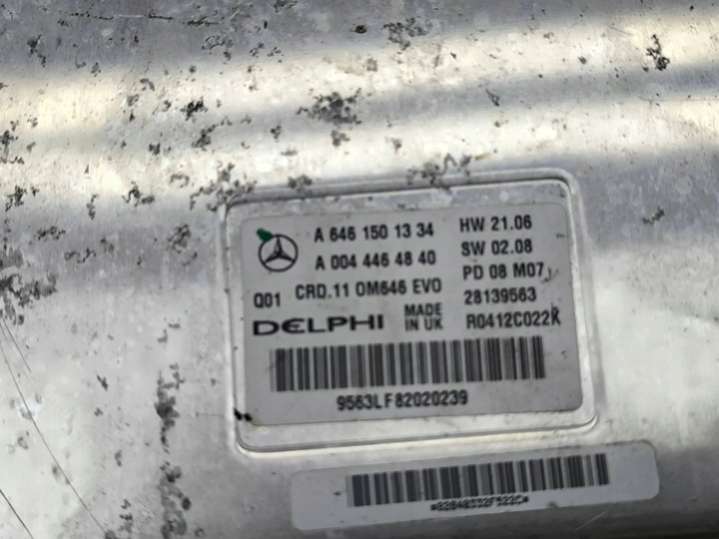 A 646 150 13 34 HW 21.06
A 004 446 48 40 SW 02.08
PD 08 M07
Q01 CRD.11 OM646 EVO 28139563
DELPHI MADE IN UK R0412C022K
9563LF82020239